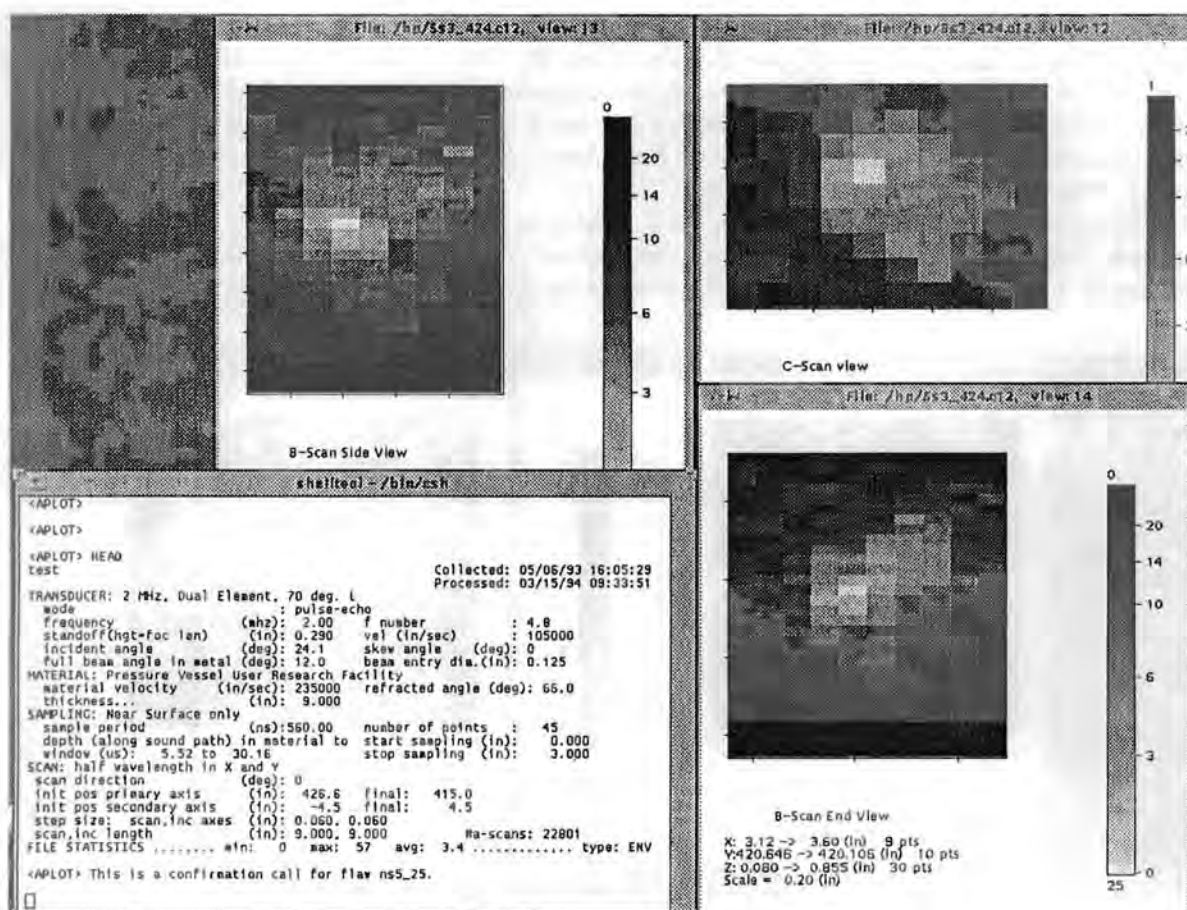 File: /hp/Ss3_424.c12, view: 13
0
20
14
10
6
3
B-Scan Side View
File: /hp/Ss3_424.c12, view: 12
1
C-Scan view
File: /hp/Ss3_424.c12, view: 14
0
20
14
10
6
3
0
25
B-Scan End View
X: 3.12 -> 3.60 (in) 9 pts
Y:420.646 -> 420.106 (in) 10 pts
Z: 0.080 -> 0.855 (in) 30 pts
Scale = 0.20 (in)
shelltool - /bin/csh
<APLOT>
<APLOT>
<APLOT> HEAD
test Collected: 05/06/93 16:05:29
Processed: 03/15/94 09:33:51
TRANSDUCER: 2 MHz, Dual Element, 70 deg. L
mode : pulse-echo
frequency (mhz): 2.00 f number : 4.8
standoff(hgt-foc len) (in): 0.290 vel (in/sec) : 105000
incident angle (deg): 24.1 skew angle (deg): 0
full beam angle in metal (deg): 12.0 beam entry dia.(in): 0.125
MATERIAL: Pressure Vessel User Research Facility
material velocity (in/sec): 235000 refracted angle (deg): 66.0
thickness... (in): 9.000
SAMPLING: Near Surface only
sample period (ns):560.00 number of points : 45
depth (along sound path) in material to start sampling (in): 0.000
window (us): 5.52 to 30.16 stop sampling (in): 3.000
SCAN: half wavelength in X and Y
scan direction (deg): 0
init pos primary axis (in): 426.6 final: 415.0
init pos secondary axis (in): -4.5 final: 4.5
step size: scan,inc axes (in): 0.060, 0.060
scan,inc length (in): 9.000, 9.000 #a-scans: 22801
FILE STATISTICS ........ min: 0 max: 57 avg: 3.4 ............. type: ENV
<APLOT> This is a confirmation call for flaw ns5_25.